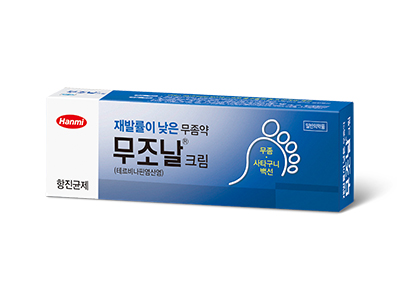 Hanmi
항진균제
재발률이 낮은 무좀약
무조날® 크림
(테르비나핀염산염)
일반의약품
무좀
사타구니
백선